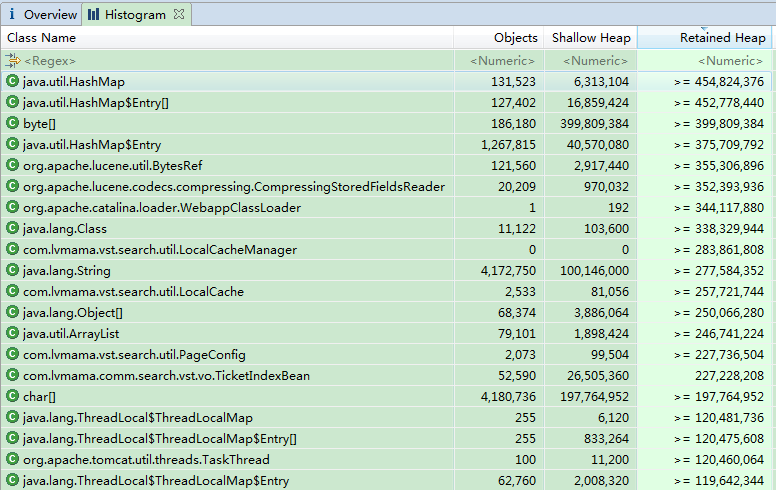 i Overview Histogram
Class Name Objects Shallow Heap Retained Heap
<Regex> <Numeric> <Numeric> <Numeric>
java.util.HashMap 131,523 6,313,104 >= 454,824,376
java.util.HashMap$Entry[] 127,402 16,859,424 >= 452,778,440
byte[] 186,180 399,809,384 >= 399,809,384
java.util.HashMap$Entry 1,267,815 40,570,080 >= 375,709,792
org.apache.lucene.util.BytesRef 121,560 2,917,440 >= 355,306,896
org.apache.lucene.codecs.compressing.CompressingStoredFieldsReader 20,209 970,032 >= 352,393,936
org.apache.catalina.loader.WebappClassLoader 1 192 >= 344,117,880
java.lang.Class 11,122 103,600 >= 338,329,944
com.lvmama.vst.search.util.LocalCacheManager 0 0 >= 283,861,808
java.lang.String 4,172,750 100,146,000 >= 277,584,352
com.lvmama.vst.search.util.LocalCache 2,533 81,056 >= 257,721,744
java.lang.Object[] 68,374 3,886,064 >= 250,066,280
java.util.ArrayList 79,101 1,898,424 >= 246,741,224
com.lvmama.vst.search.util.PageConfig 2,073 99,504 >= 227,736,504
com.lvmama.comm.search.vst.vo.TicketIndexBean 52,590 26,505,360 227,228,208
char[] 4,180,736 197,764,952 >= 197,764,952
java.lang.ThreadLocal$ThreadLocalMap 255 6,120 >= 120,481,736
java.lang.ThreadLocal$ThreadLocalMap$Entry[] 255 833,264 >= 120,475,608
org.apache.tomcat.util.threads.TaskThread 100 11,200 >= 120,460,064
java.lang.ThreadLocal$ThreadLocalMap$Entry 62,760 2,008,320 >= 119,642,344